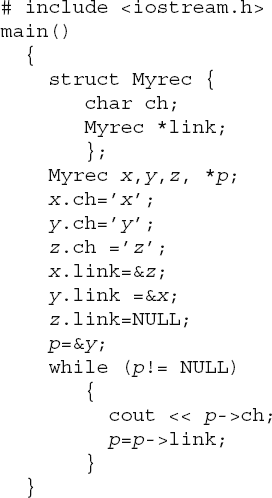 # include <iostream.h>
main()
{
struct Myrec {
char ch;
Myrec *link;
};
Myrec x,y,z, *p;
x.ch='x';
y.ch='y';
z.ch ='z';
x.link=&z;
y.link =&x;
z.link=NULL;
p=&y;
while (p!= NULL)
{
cout << p->ch;
p=p->link;
}
}